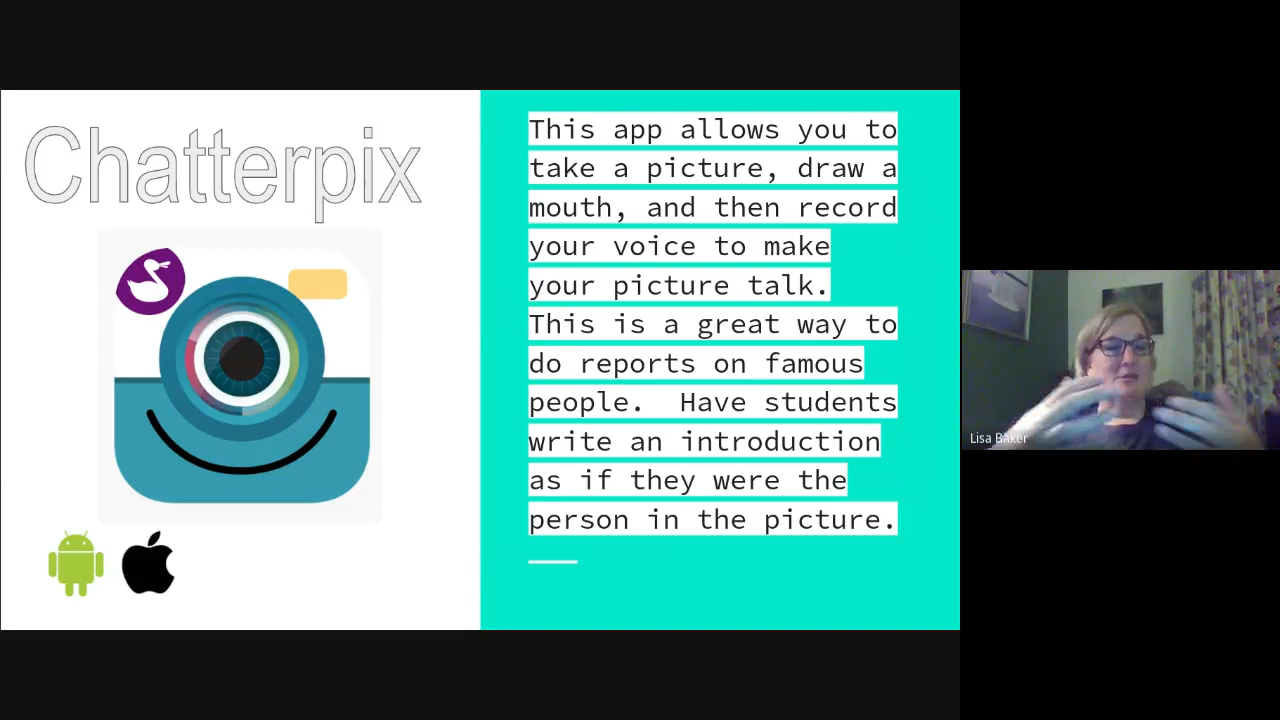 Chatterpix
This app allows you to
take a picture, draw a
mouth, and then record
your voice to make
your picture talk.
This is a great way to
do reports on famous
people.  Have students
write an introduction
as if they were the
person in the picture.
Lisa Baker